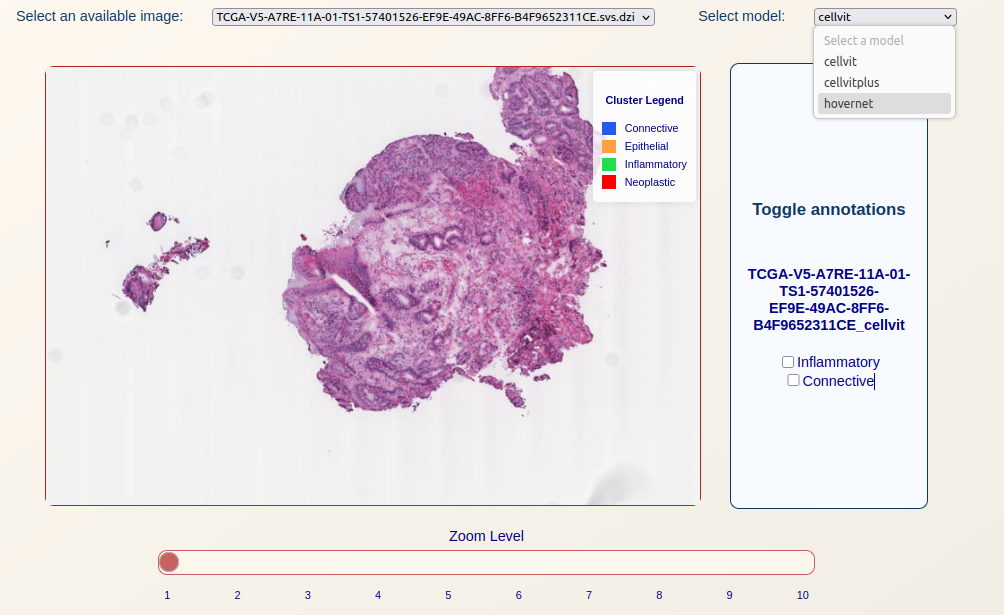 Select an available image:
TCGA-V5-A7RE-11A-01-TS1-57401526-EF9E-49AC-8FF6-B4F9652311CE.svs.dzi
Select model:
cellvit
Select a model
cellvit
cellvitplus
hovernet
Cluster Legend
Connective
Epithelial
Inflammatory
Neoplastic
Toggle annotations
TCGA-V5-A7RE-11A-01-
TS1-57401526-
EF9E-49AC-8FF6-
B4F9652311CE_cellvit
Inflammatory
Connective
Zoom Level
1 2 3 4 5 6 7 8 9 10